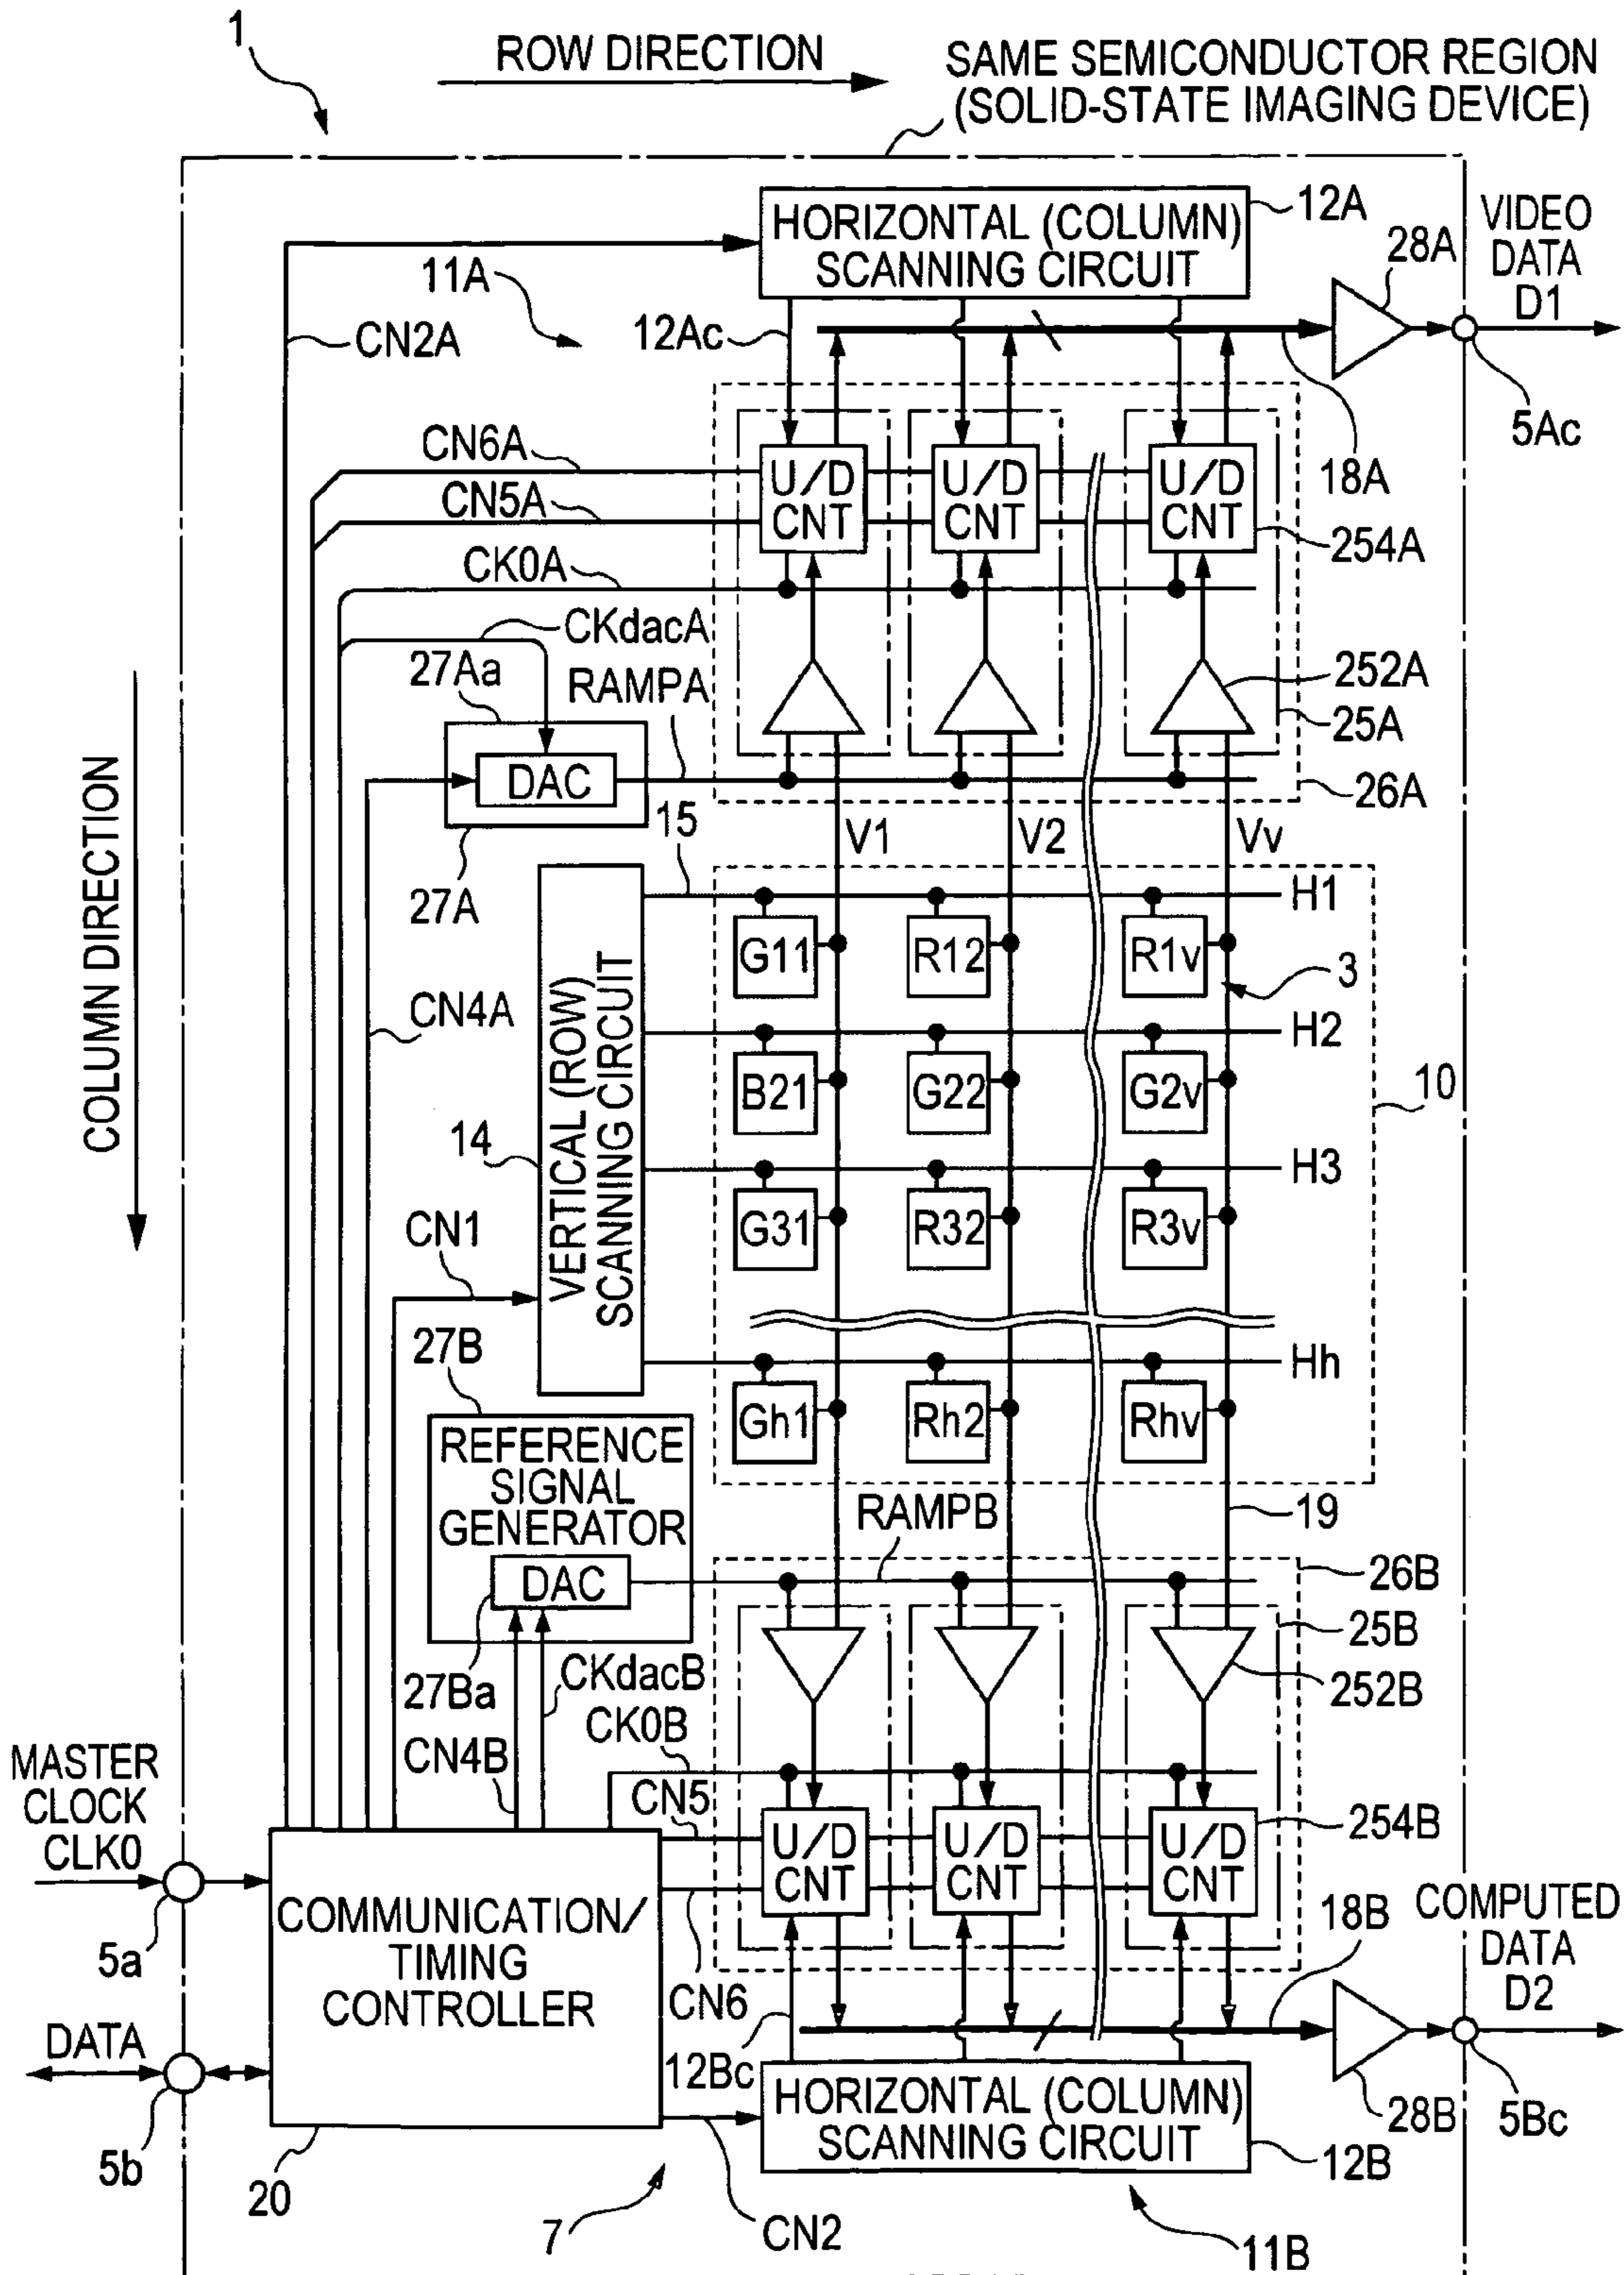 1
ROW DIRECTION
SAME SEMICONDUCTOR REGION
(SOLID-STATE IMAGING DEVICE)
HORIZONTAL (COLUMN)
SCANNING CIRCUIT
12A
28A
VIDEO
DATA
D1
11A
CN2A
12Ac
5Ac
18A
CN6A
CN5A
CK0A
U/D
CNT
U/D
CNT
U/D
CNT
254A
CKdacA
27Aa
RAMPA
252A
25A
DAC
26A
27A
15
V1
V2
Vv
COLUMN DIRECTION
CN4A
VERTICAL (ROW)
SCANNING CIRCUIT
14
H1
G11
R12
R1v
3
H2
B21
G22
G2v
10
H3
G31
R32
R3v
CN1
27B
Hh
Gh1
Rh2
Rhv
REFERENCE
SIGNAL
GENERATOR
DAC
RAMPB
19
26B
25B
27Ba
CKdacB
252B
CK0B
CN4B
CN5
MASTER
CLOCK
CLK0
U/D
CNT
U/D
CNT
U/D
CNT
254B
5a
COMMUNICATION/
TIMING
CONTROLLER
18B
COMPUTED
DATA
D2
CN6
DATA
12Bc
HORIZONTAL (COLUMN)
SCANNING CIRCUIT
28B
5Bc
5b
20
12B
7
CN2
11B